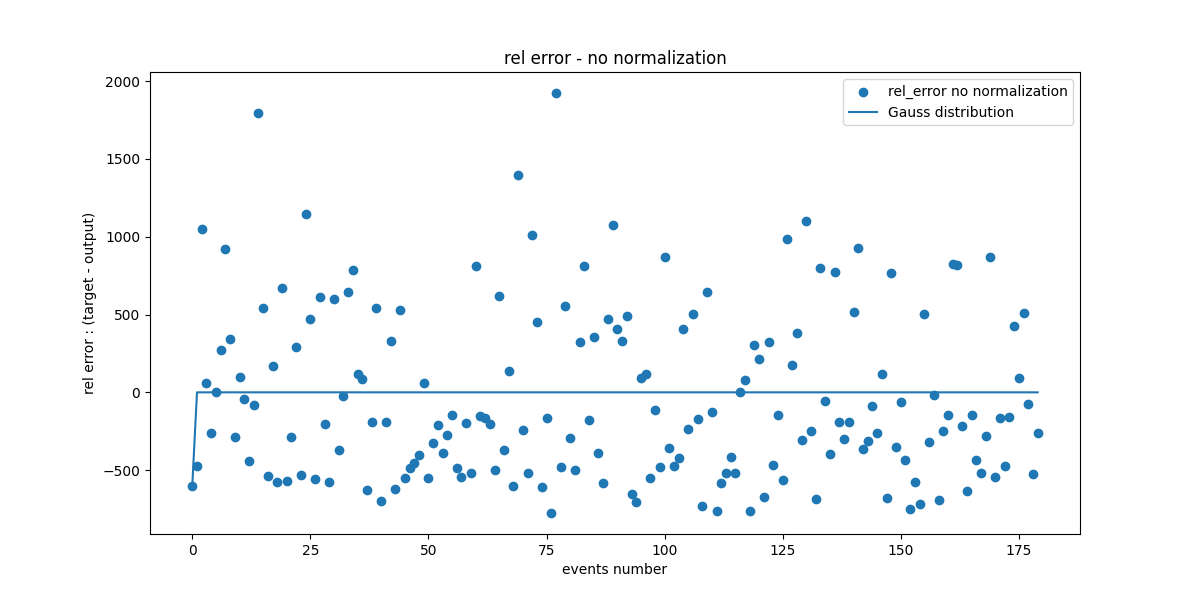 rel error - no normalization
rel_error no normalization
Gauss distribution
2000
1500
1000
500
0
−500
rel error : (target - output)
0
25
50
75
100
125
150
175
events number